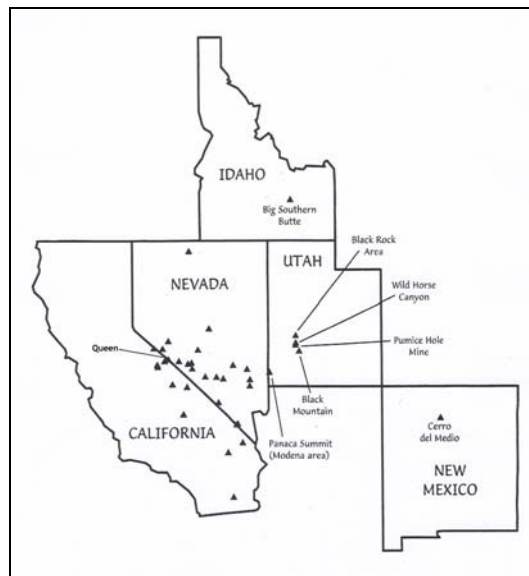 IDAHO
Big Southern
Butte
Black Rock
Area
UTAH
NEVADA
Wild Horse
Canyon
Queen
Pumice Hole
Mine
Black
Mountain
CALIFORNIA
Panaca Summit
(Modena area)
Cerro
del Medio
NEW
MEXICO